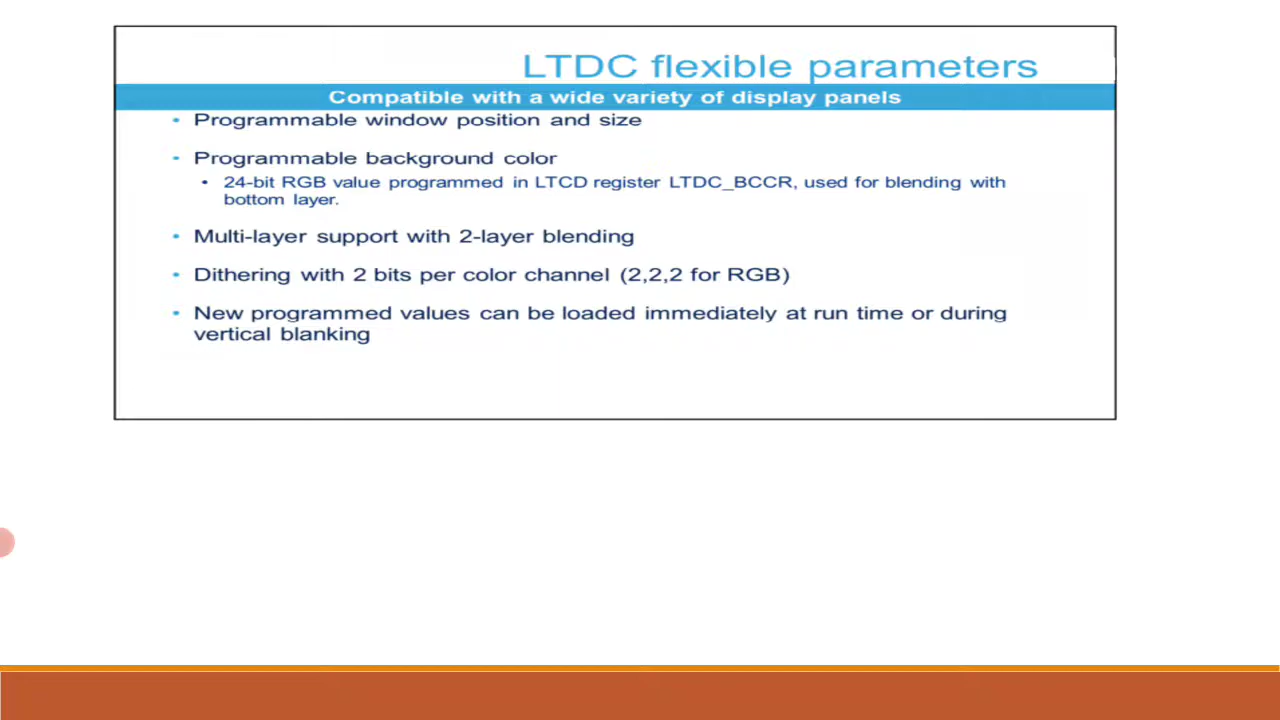 LTDC flexible parameters
Compatible with a wide variety of display panels
• Programmable window position and size
• Programmable background color
• 24-bit RGB value programmed in LTCD register LTDC_BCCR, used for blending with
bottom layer.
• Multi-layer support with 2-layer blending
• Dithering with 2 bits per color channel (2,2,2 for RGB)
• New programmed values can be loaded immediately at run time or during
vertical blanking